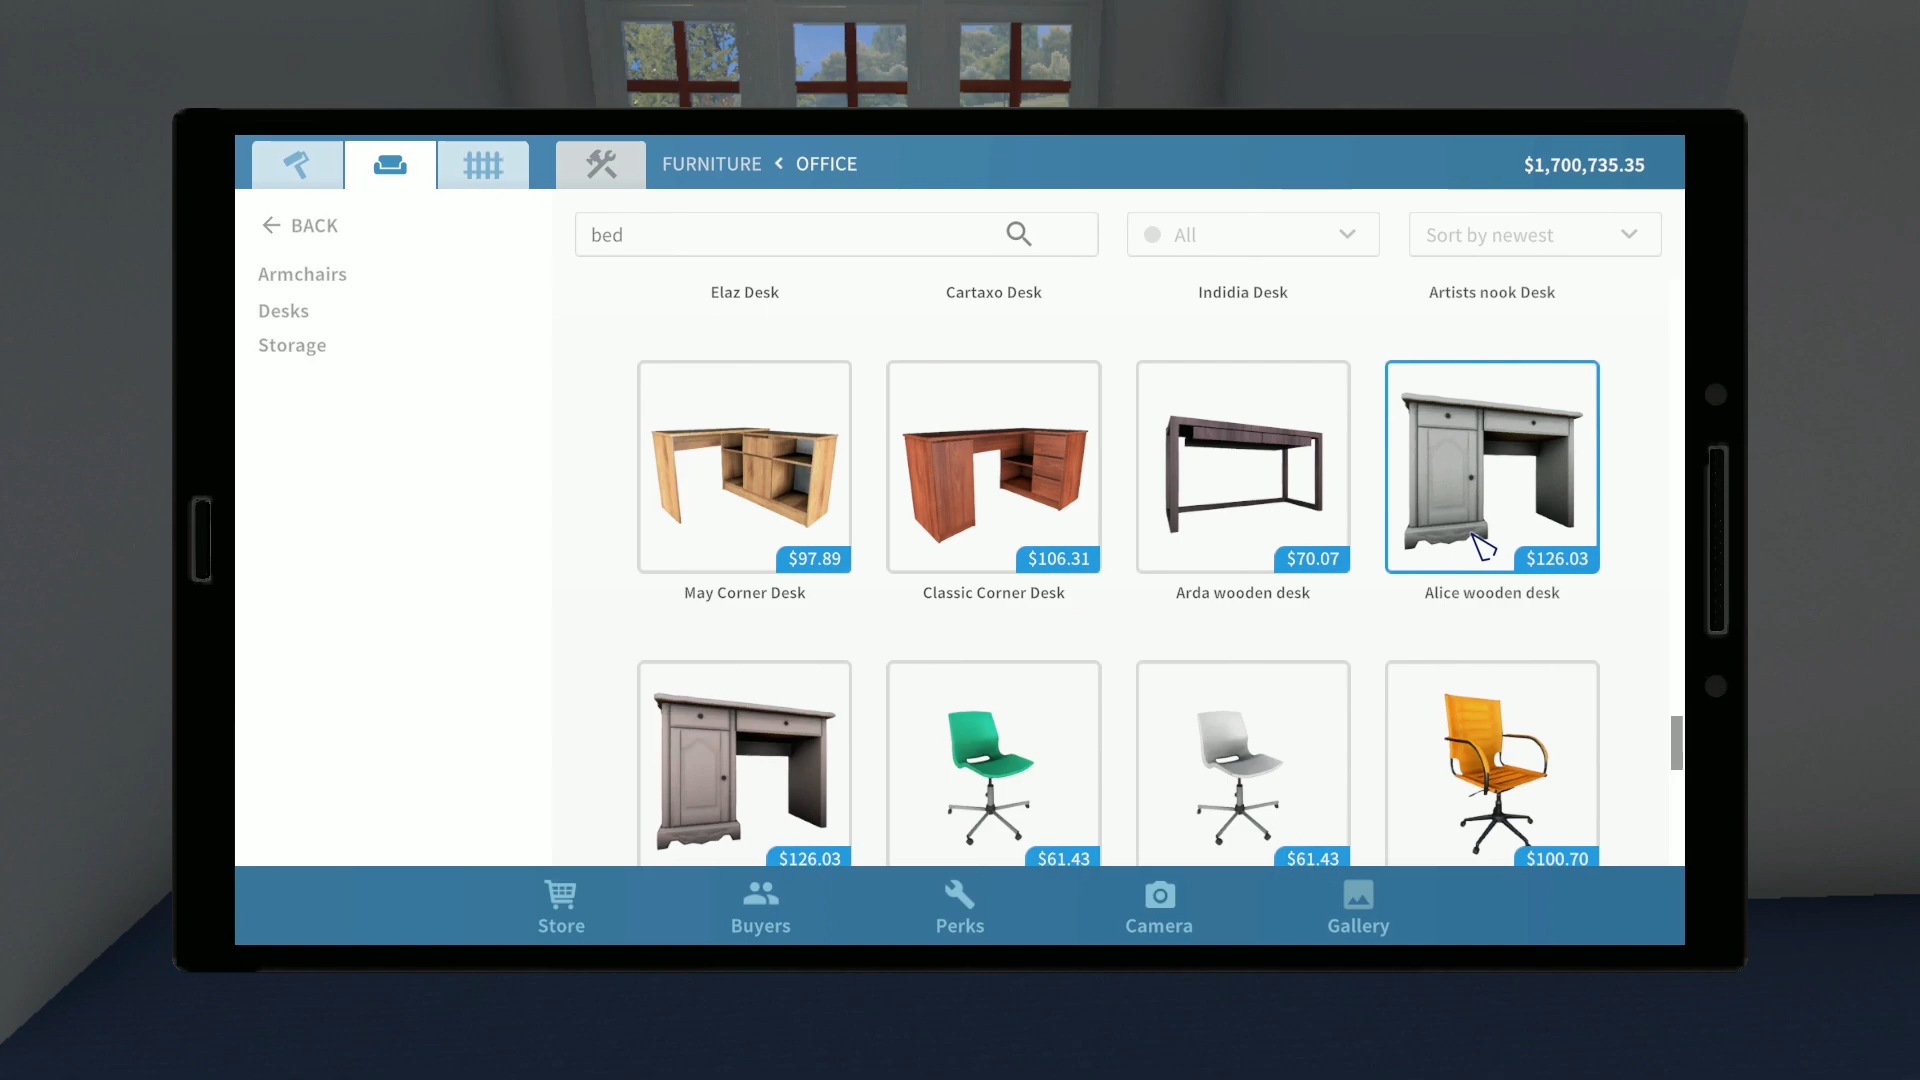 FURNITURE < OFFICE
$1,700,735.35
BACK
Armchairs
Desks
Storage
bed
All
Sort by newest
Elaz Desk
Cartaxo Desk
Indidia Desk
Artists nook Desk
$97.89
$106.31
$70.07
$126.03
May Corner Desk
Classic Corner Desk
Arda wooden desk
Alice wooden desk
$126.03
$61.43
$61.43
$100.70
Store
Buyers
Perks
Camera
Gallery